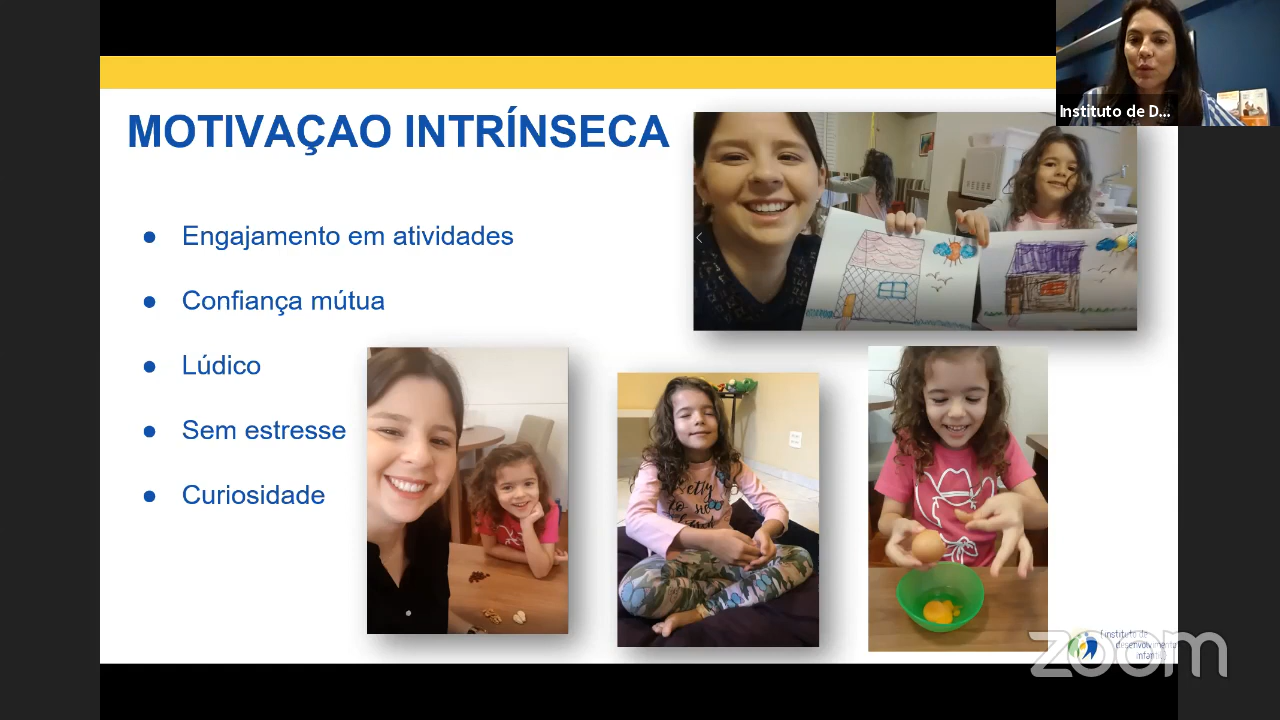 MOTIVAÇAO INTRÍNSECA
● Engajamento em atividades
● Confiança mútua
● Lúdico
● Sem estresse
● Curiosidade
Instituto de D...
instituto de
desenvolvimento
infantil
zoom